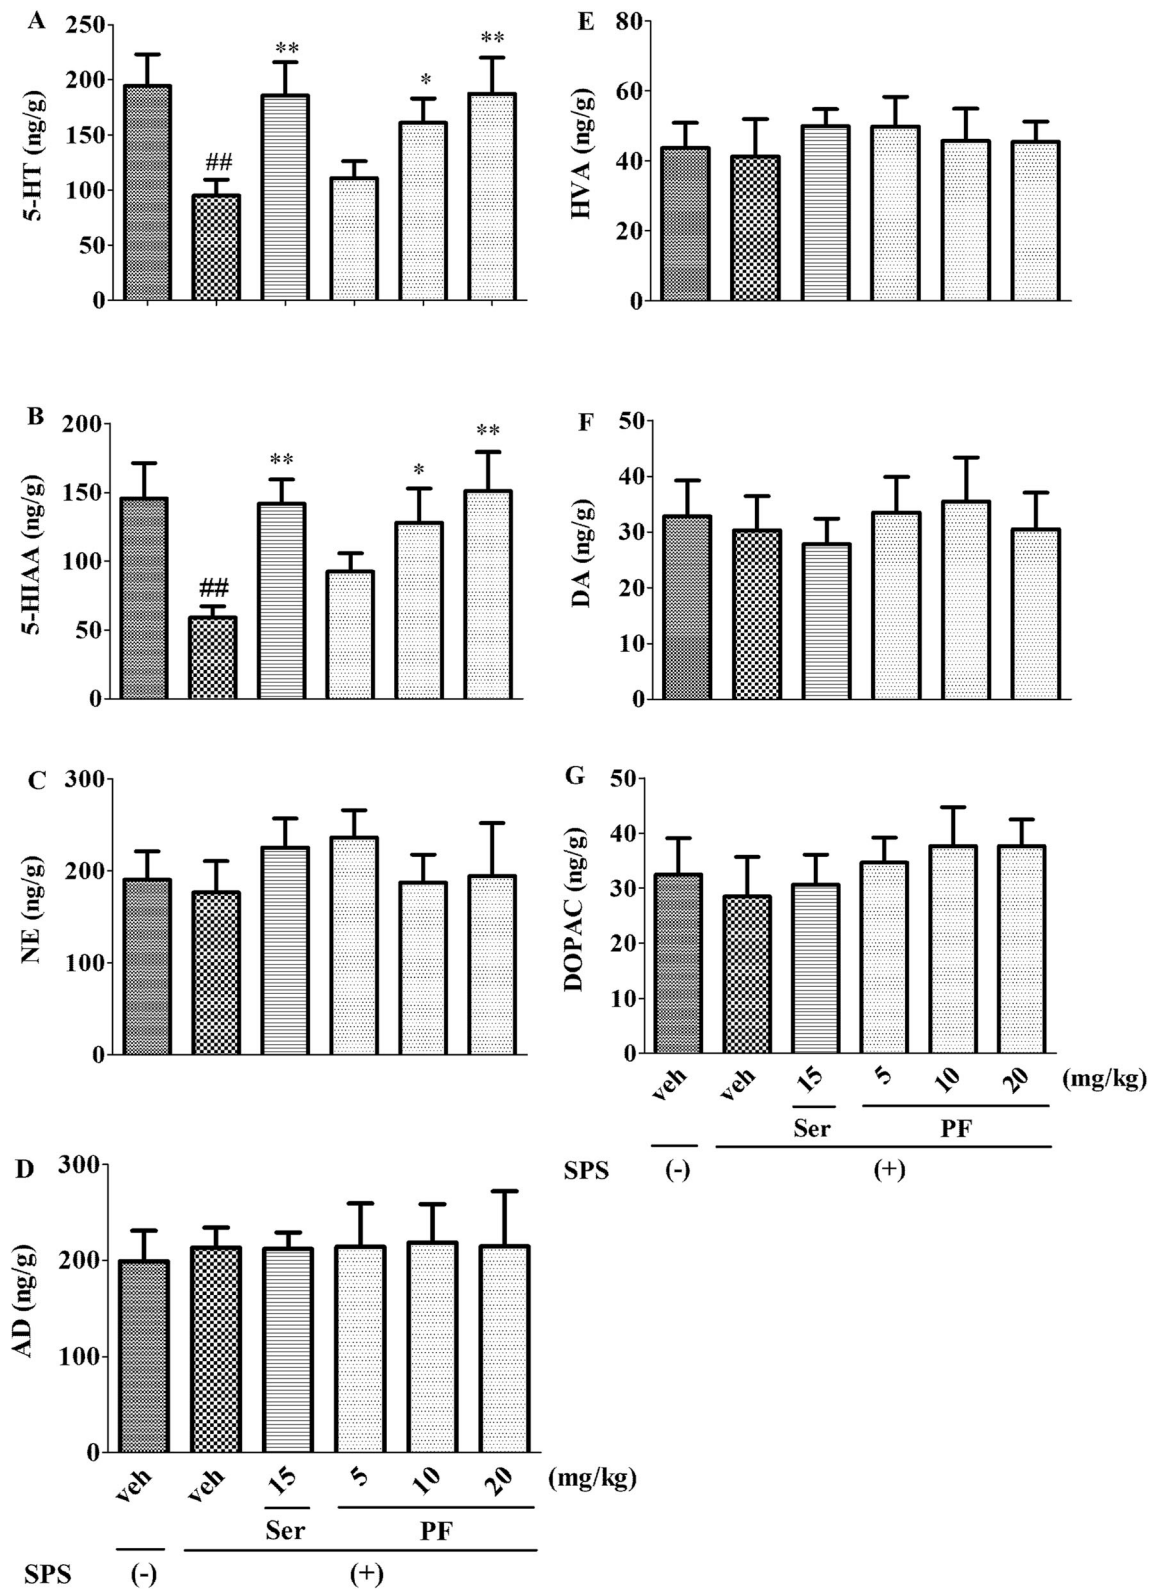 A
5-HT (ng/g)
250
200
150
100
50
0
##
**
*
**
B
5-HIAA (ng/g)
200
150
100
50
0
##
**
*
**
C
NE (ng/g)
300
200
100
0
D
AD (ng/g)
300
200
100
0
veh veh 15 5 10 20 (mg/kg)
Ser PF
SPS (-) (+)
E
HVA (ng/g)
80
60
40
20
0
F
DA (ng/g)
50
40
30
20
10
0
G
DOPAC (ng/g)
50
40
30
20
10
0
veh veh 15 5 10 20 (mg/kg)
Ser PF
SPS (-) (+)